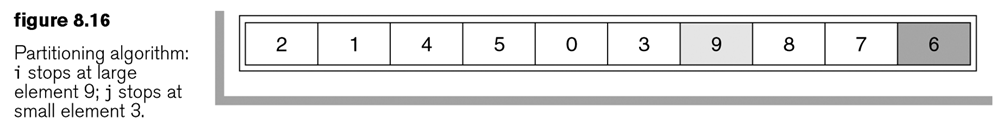 figure 8.16
Partitioning algorithm:
i stops at large
element 9; j stops at
small element 3.
2 1 4 5 0 3 9 8 7 6